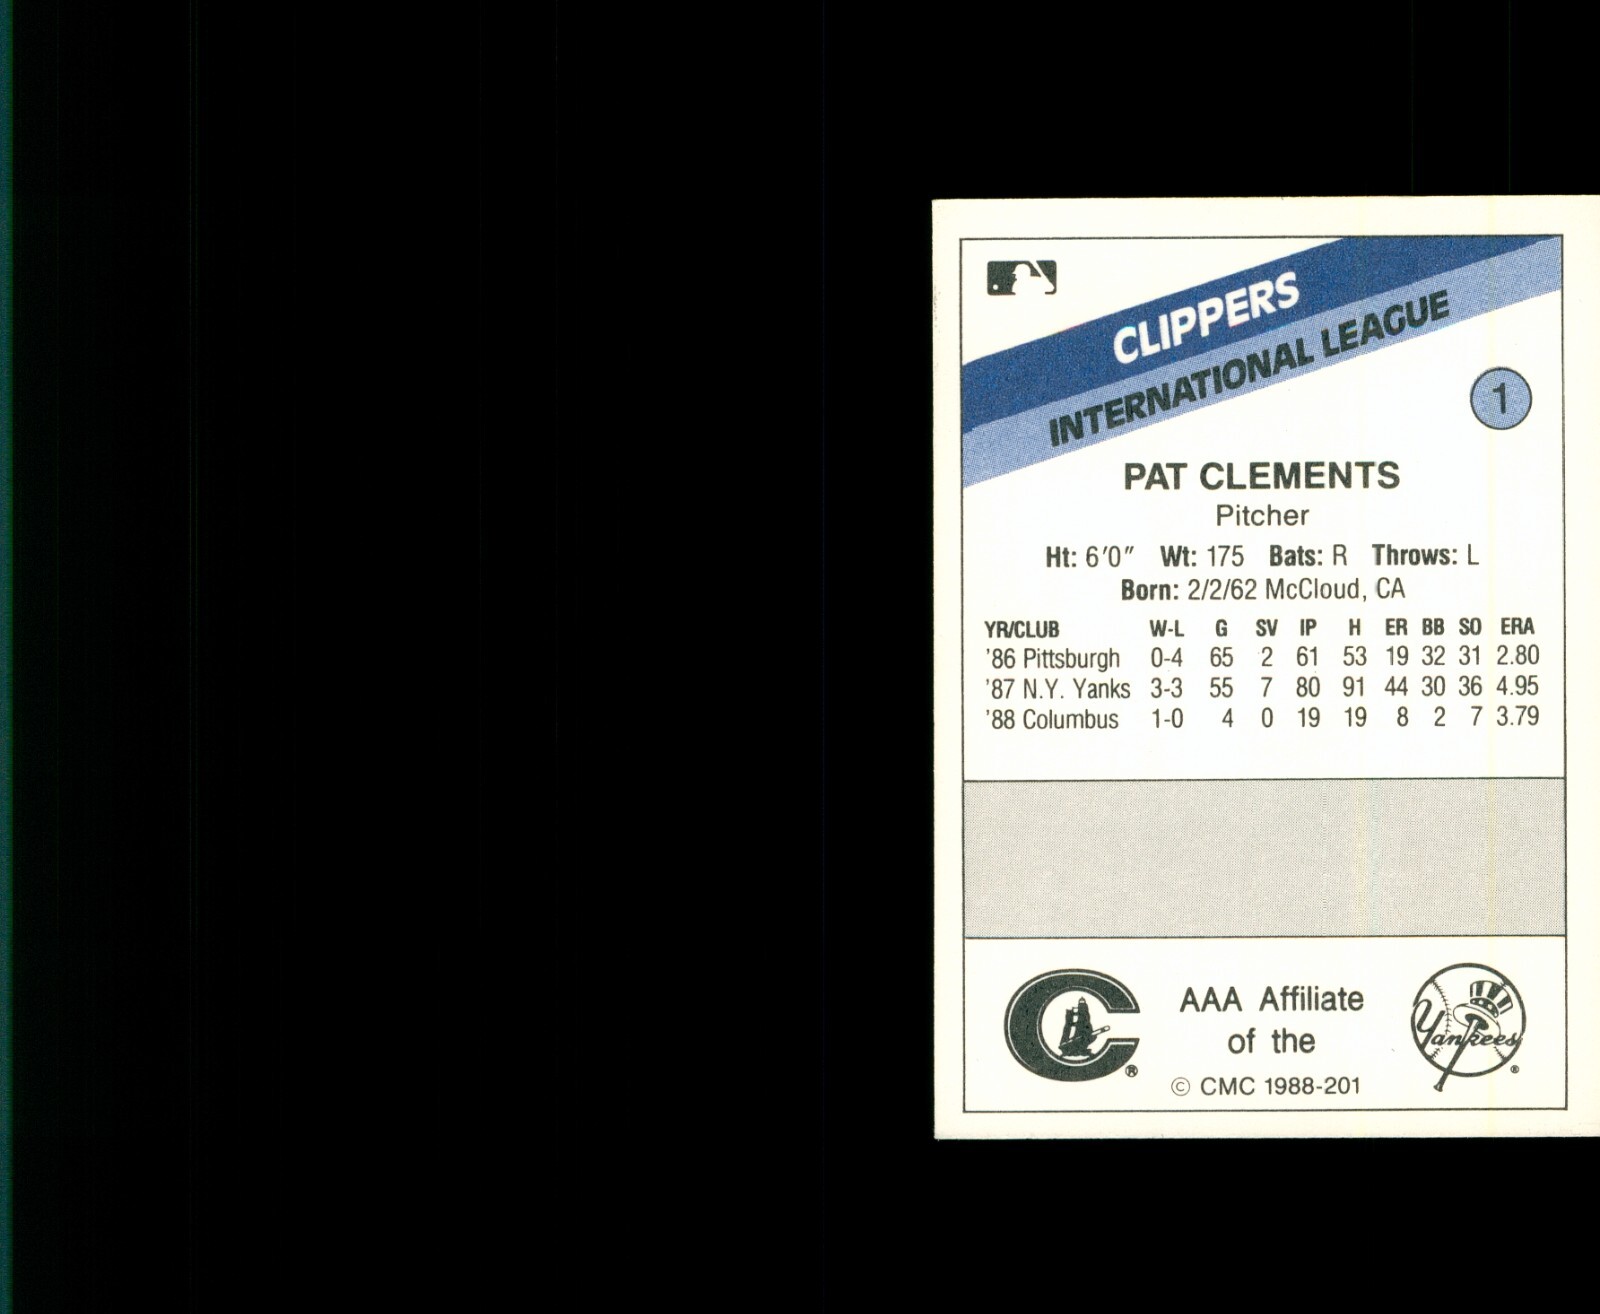 CLIPPERS
INTERNATIONAL LEAGUE
1
PAT CLEMENTS
Pitcher
Ht: 6'0" Wt: 175 Bats: R Throws: L
Born: 2/2/62 McCloud, CA
YR/CLUB W-L G SV IP H ER BB SO ERA
'86 Pittsburgh 0-4 65 2 61 53 19 32 31 2.80
'87 N.Y. Yanks 3-3 55 7 80 91 44 30 36 4.95
'88 Columbus 1-0 4 0 19 19 8 2 7 3.79
C ®
AAA Affiliate
of the
Yankees ®
© CMC 1988-201